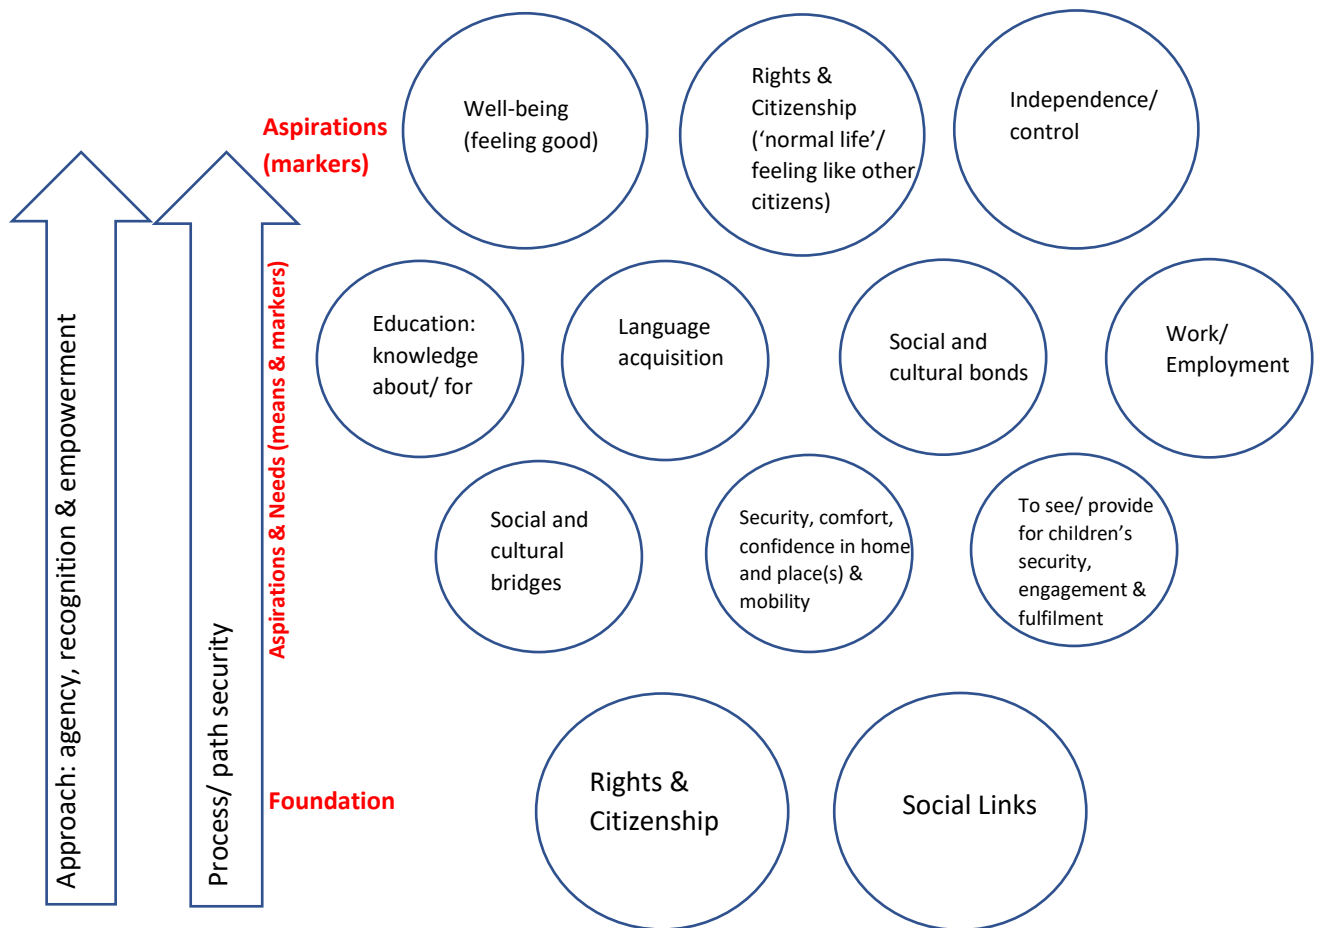 Aspirations
(markers)
Well-being
(feeling good)
Rights &
Citizenship
(‘normal life’/
feeling like other
citizens)
Independence/
control
Approach: agency, recognition & empowerment
Process/ path security
Aspirations & Needs (means & markers)
Education:
knowledge
about/ for
Language
acquisition
Social and
cultural bonds
Work/
Employment
Social and
cultural
bridges
Security, comfort,
confidence in home
and place(s) &
mobility
To see/ provide
for children’s
security,
engagement &
fulfilment
Foundation
Rights &
Citizenship
Social Links